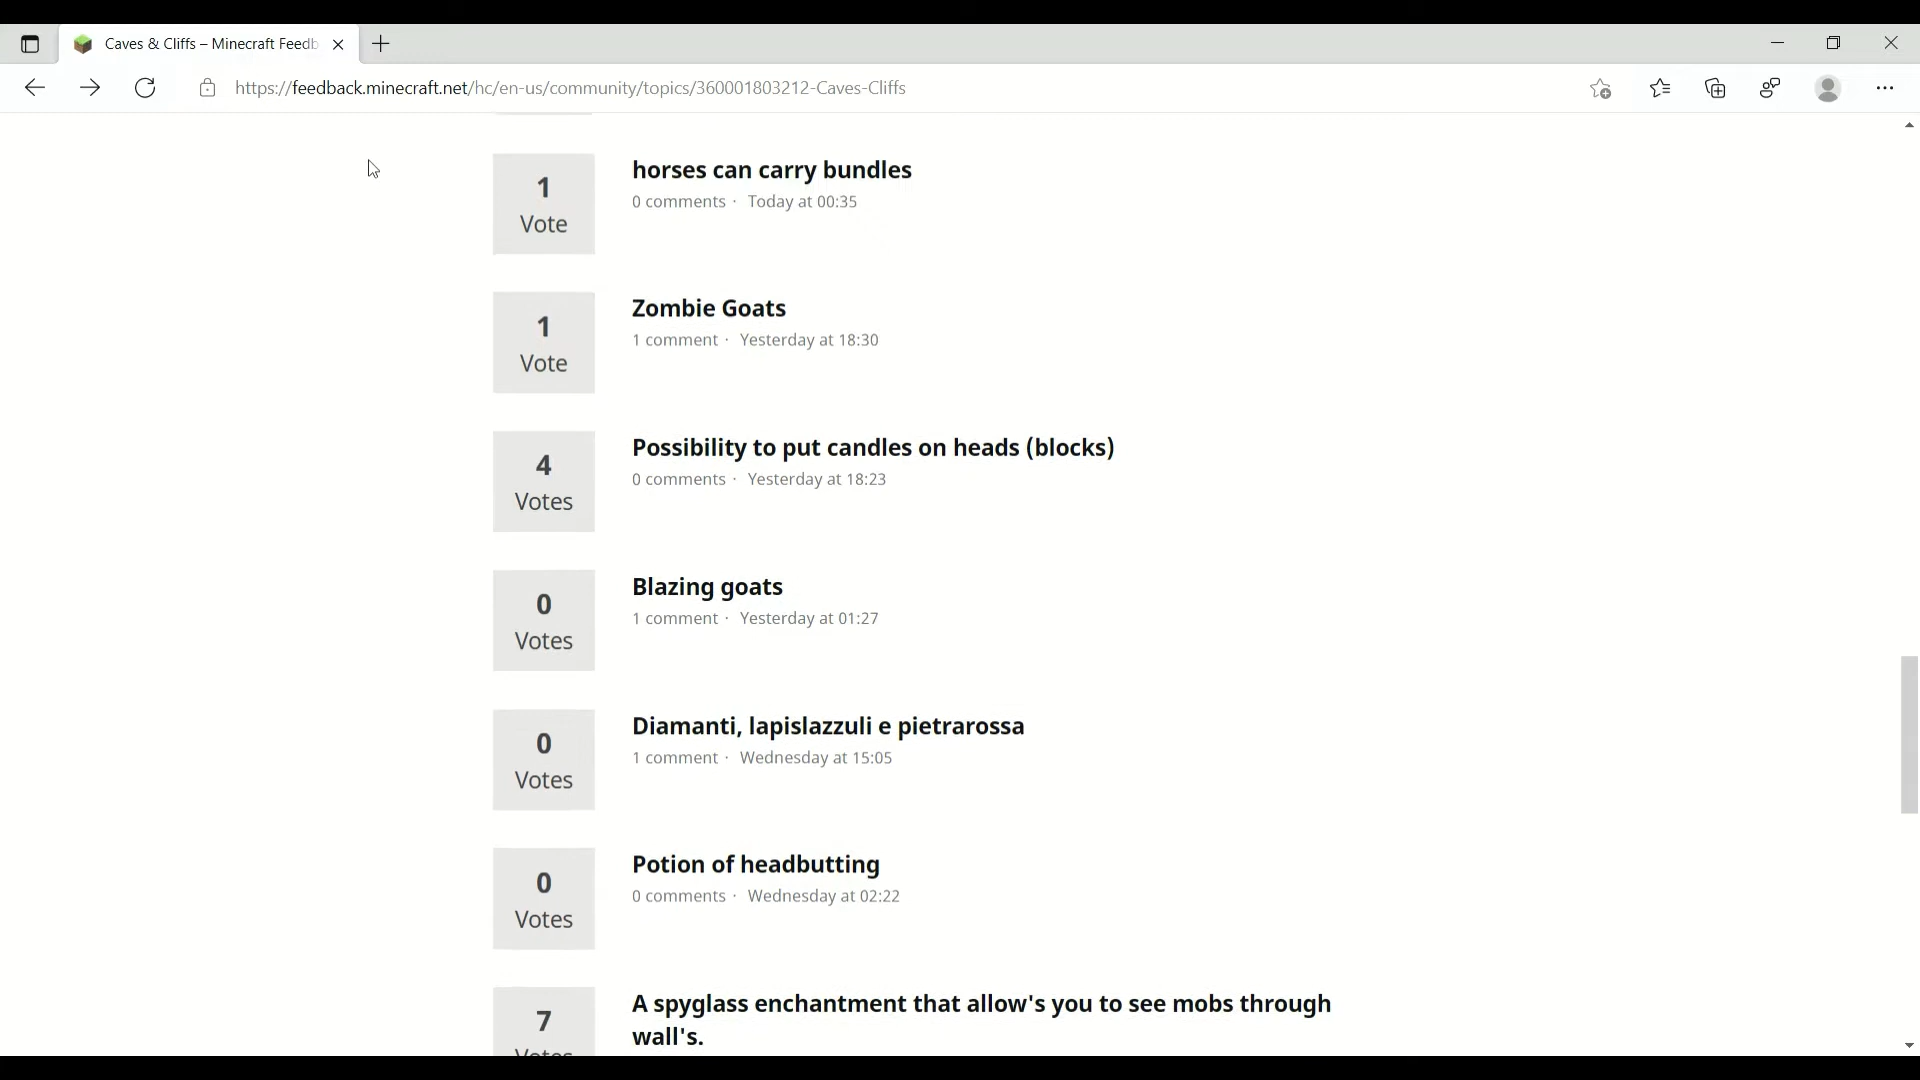 Caves & Cliffs – Minecraft Feedb
https://feedback.minecraft.net/hc/en-us/community/topics/360001803212-Caves-Cliffs
1
Vote
horses can carry bundles
0 comments · Today at 00:35
1
Vote
Zombie Goats
1 comment · Yesterday at 18:30
4
Votes
Possibility to put candles on heads (blocks)
0 comments · Yesterday at 18:23
0
Votes
Blazing goats
1 comment · Yesterday at 01:27
0
Votes
Diamanti, lapislazzuli e pietrarossa
1 comment · Wednesday at 15:05
0
Votes
Potion of headbutting
0 comments · Wednesday at 02:22
7
Votes
A spyglass enchantment that allow's you to see mobs through
wall's.